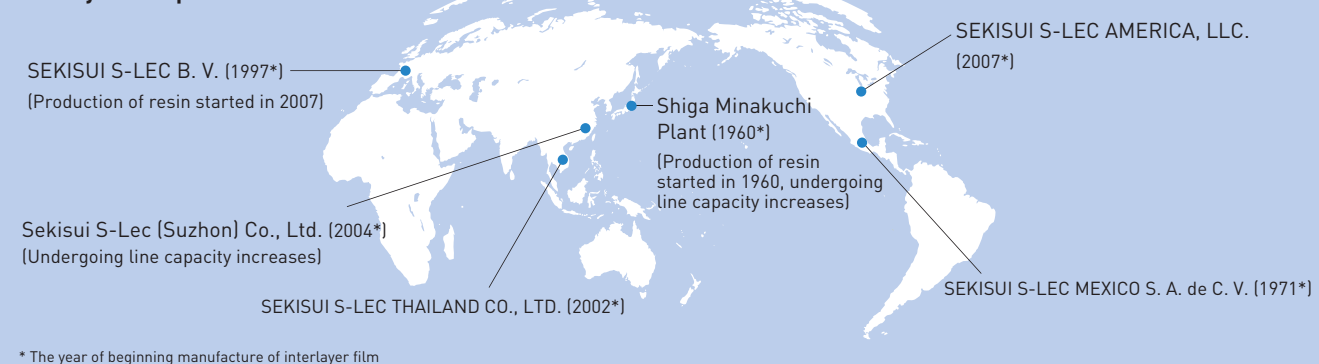 SEKISUI S-LEC AMERICA, LLC.
(2007*)
SEKISUI S-LEC B. V. (1997*)
(Production of resin started in 2007)
Shiga Minakuchi
Plant (1960*)
(Production of resin
started in 1960, undergoing
line capacity increases)
Sekisui S-Lec (Suzhon) Co., Ltd. (2004*)
(Undergoing line capacity increases)
SEKISUI S-LEC MEXICO S. A. de C. V. (1971*)
SEKISUI S-LEC THAILAND CO., LTD. (2002*)
* The year of beginning manufacture of interlayer film